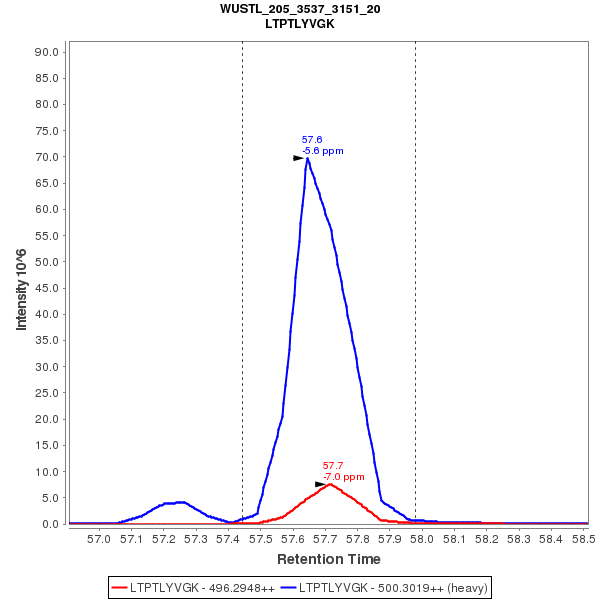 WUSTL_205_3537_3151_20
LTPTLYVGK
90.0
85.0
80.0
75.0
70.0
65.0
60.0
55.0
50.0
45.0
40.0
35.0
30.0
25.0
20.0
15.0
10.0
5.0
0.0
Intensity 10^6
57.6
-5.6 ppm
57.7
-7.0 ppm
57.0 57.1 57.2 57.3 57.4 57.5 57.6 57.7 57.8 57.9 58.0 58.1 58.2 58.3 58.4 58.5
Retention Time
LTPTLYVGK - 496.2948++ LTPTLYVGK - 500.3019++ (heavy)